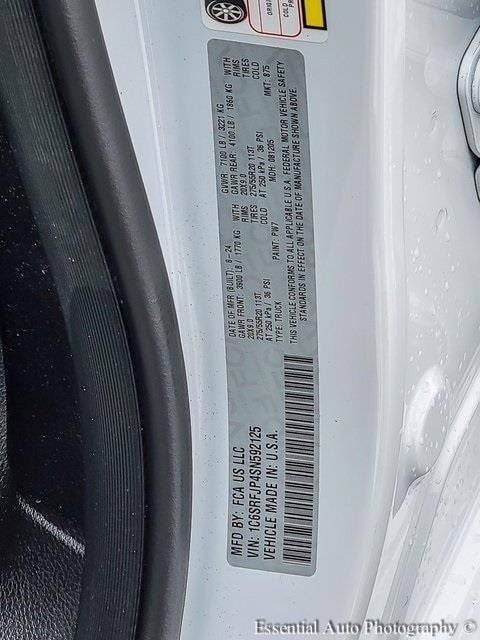 MFD BY: FCA US LLC
VIN: 1C6SRFJP4SN592125
VEHICLE MADE IN: U.S.A.
DATE OF MFR (BUILT): 8-24
GAWR FRONT: 3900 LB / 1770 KG WITH
20X9.0 RIMS
275/55R20 113T TIRES
AT 250 kPa / 36 PSI COLD
TYPE: TRUCK PAINT: PW7
GVWR: 7100 LB / 3221 KG
GAWR REAR: 4100 LB / 1860 KG WITH
20X9.0 RIMS
275/55R20 113T TIRES
AT 250 kPa / 36 PSI COLD
MDH: 081205 MKT: 875
THIS VEHICLE CONFORMS TO ALL APPLICABLE U.S.A. FEDERAL MOTOR VEHICLE SAFETY
STANDARDS IN EFFECT ON THE DATE OF MANUFACTURE SHOWN ABOVE.
COLD
Essential Auto Photography ©